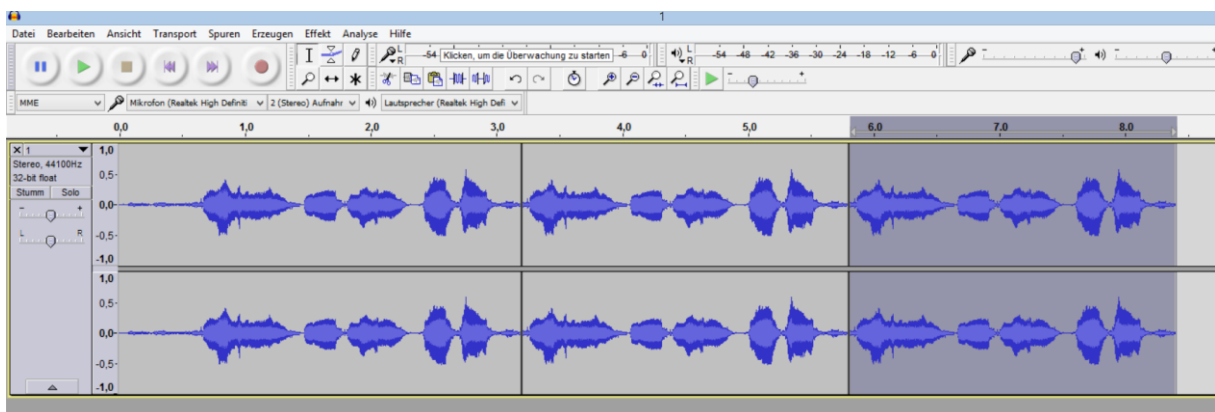 1
Datei Bearbeiten Ansicht Transport Spuren Erzeugen Effekt Analyse Hilfe
L R -54 Klicken, um die Überwachung zu starten -6 0 L R -54 -48 -42 -36 -30 -24 -18 -12 -6 0
MME Mikrofon (Realtek High Definiti 2 (Stereo) Aufnahr Lautsprecher (Realtek High Defi
0,0 1,0 2,0 3,0 4,0 5,0 6,0 7,0 8,0
X 1
Stereo, 44100Hz
32-bit float
Stumm Solo
- +
L R
1,0
0,5-
0,0-
-0,5-
-1,0
1,0
0,5-
0,0-
-0,5-
-1,0